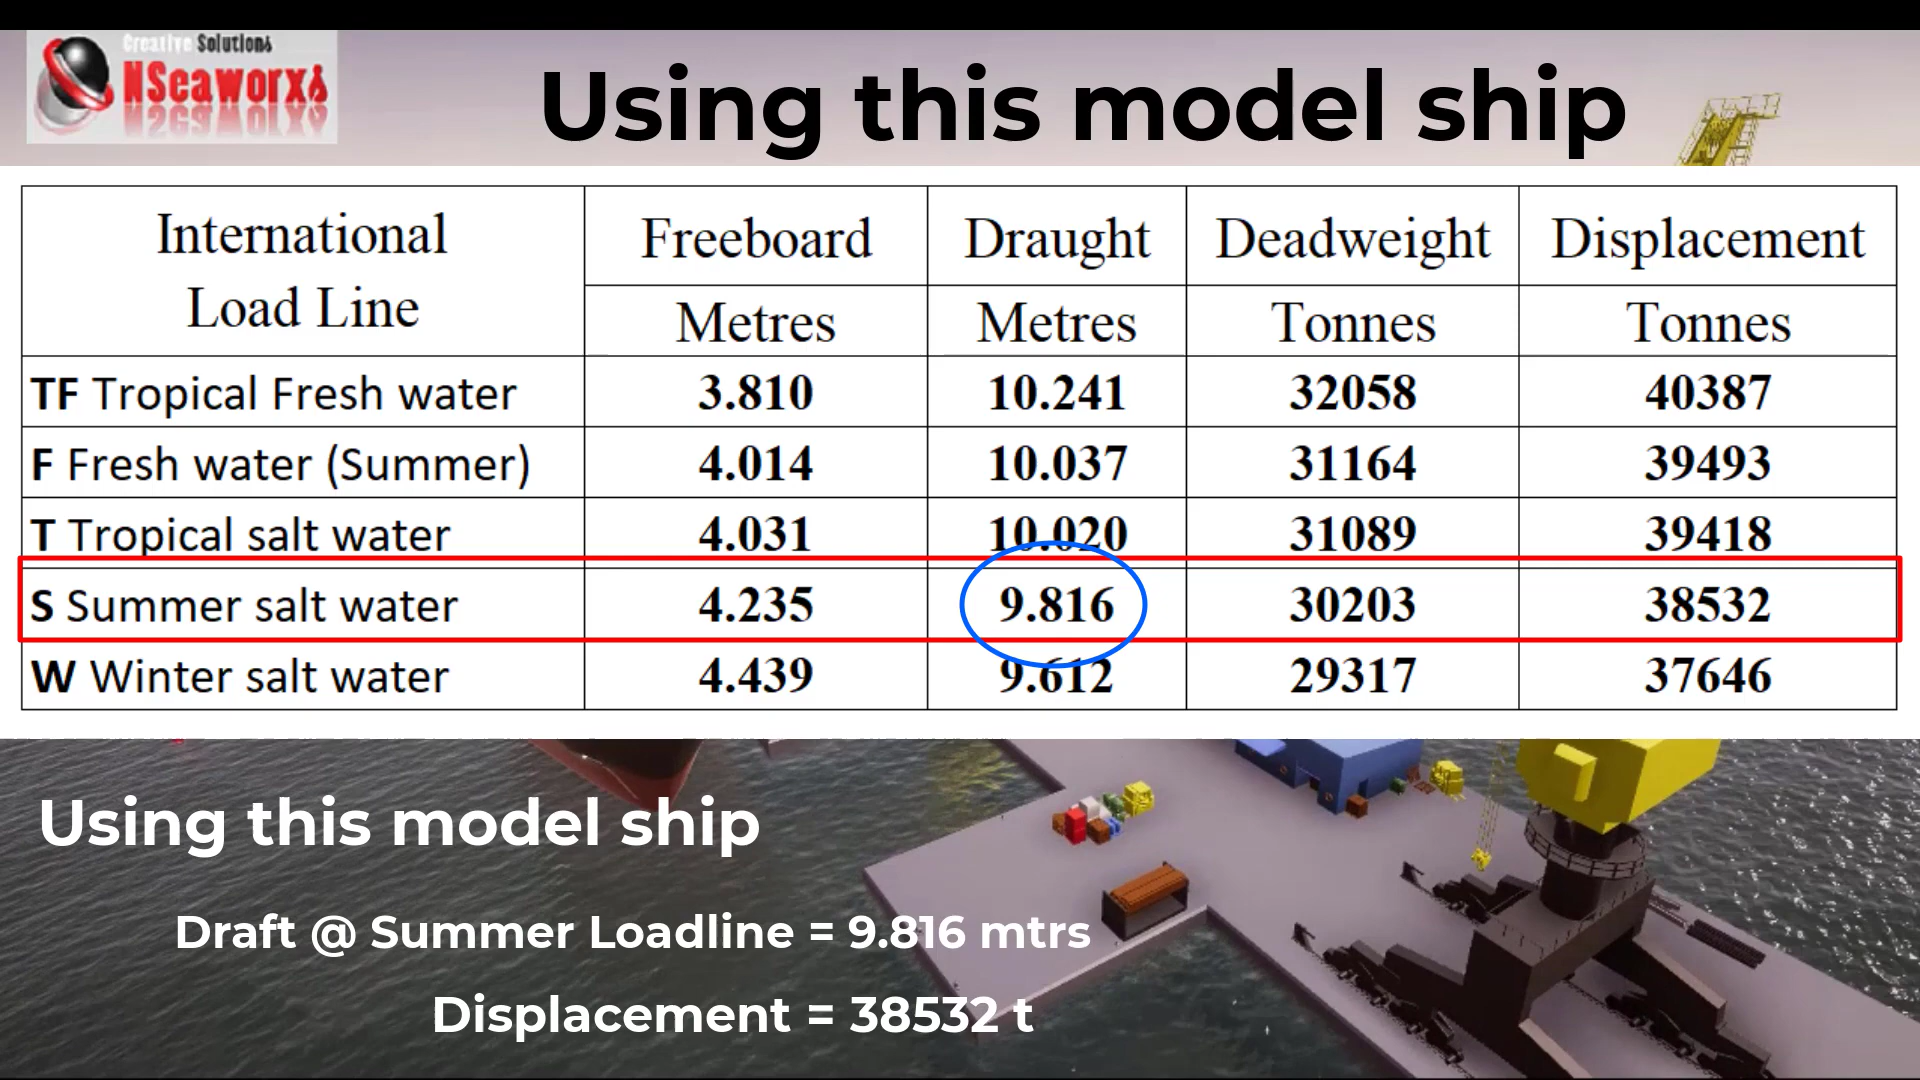 Creative Solutions
NSeaworxs
Using this model ship
International Load Line Freeboard Draught Deadweight Displacement
Metres Metres Tonnes Tonnes
TF Tropical Fresh water 3.810 10.241 32058 40387
F Fresh water (Summer) 4.014 10.037 31164 39493
T Tropical salt water 4.031 10.020 31089 39418
S Summer salt water 4.235 9.816 30203 38532
W Winter salt water 4.439 9.612 29317 37646
Using this model ship
Draft @ Summer Loadline = 9.816 mtrs
Displacement = 38532 t